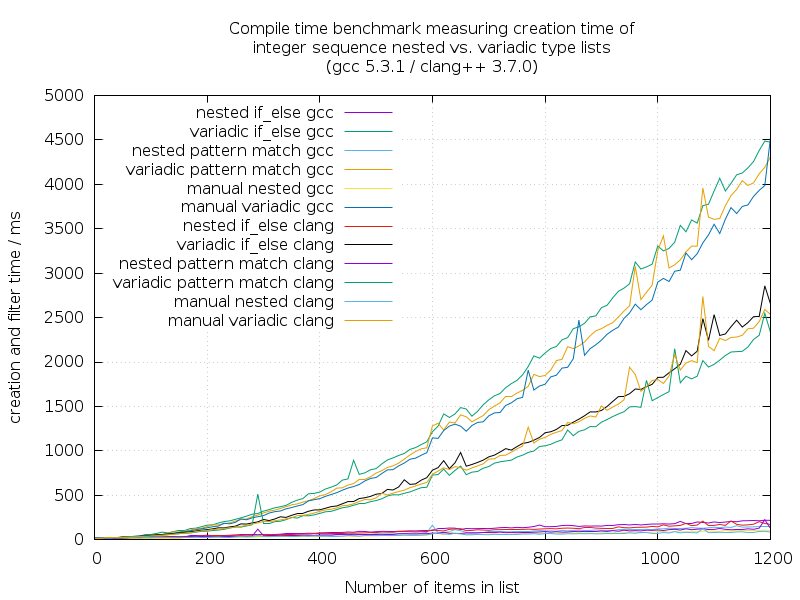 Compile time benchmark measuring creation time of
integer sequence nested vs. variadic type lists
(gcc 5.3.1 / clang++ 3.7.0)
creation and filter time / ms
5000
4500
4000
3500
3000
2500
2000
1500
1000
500
0
nested if_else gcc
variadic if_else gcc
nested pattern match gcc
variadic pattern match gcc
manual nested gcc
manual variadic gcc
nested if_else clang
variadic if_else clang
nested pattern match clang
variadic pattern match clang
manual nested clang
manual variadic clang
0 200 400 600 800 1000 1200
Number of items in list